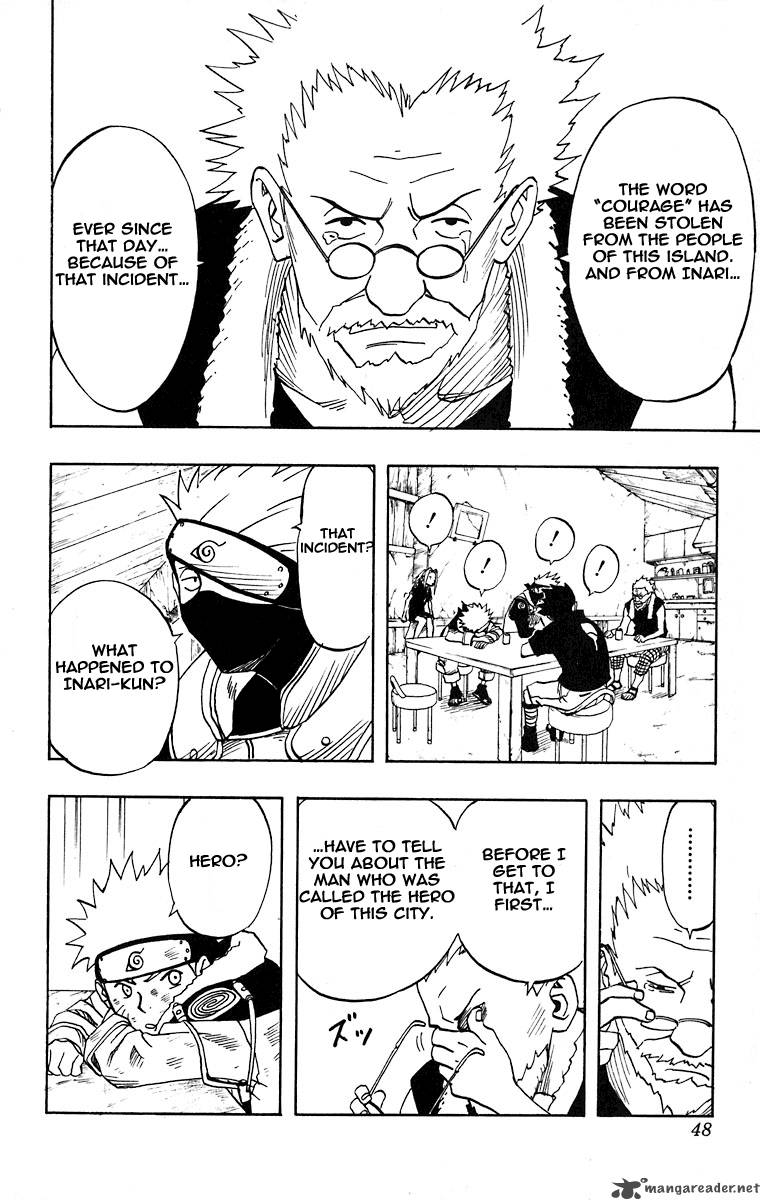 THE WORD
"COURAGE" HAS
BEEN STOLEN
FROM THE PEOPLE
OF THIS ISLAND.
AND FROM INARI...
EVER SINCE
THAT DAY...
BECAUSE OF
THAT INCIDENT...
!
!
!
!
THAT
INCIDENT?
WHAT
HAPPENED TO
INARI-KUN?
.........
BEFORE I
GET TO
THAT, I
FIRST...
...HAVE TO TELL
YOU ABOUT THE
MAN WHO WAS
CALLED THE HERO
OF THIS CITY.
ズッ
HERO?
48
mangareader.net